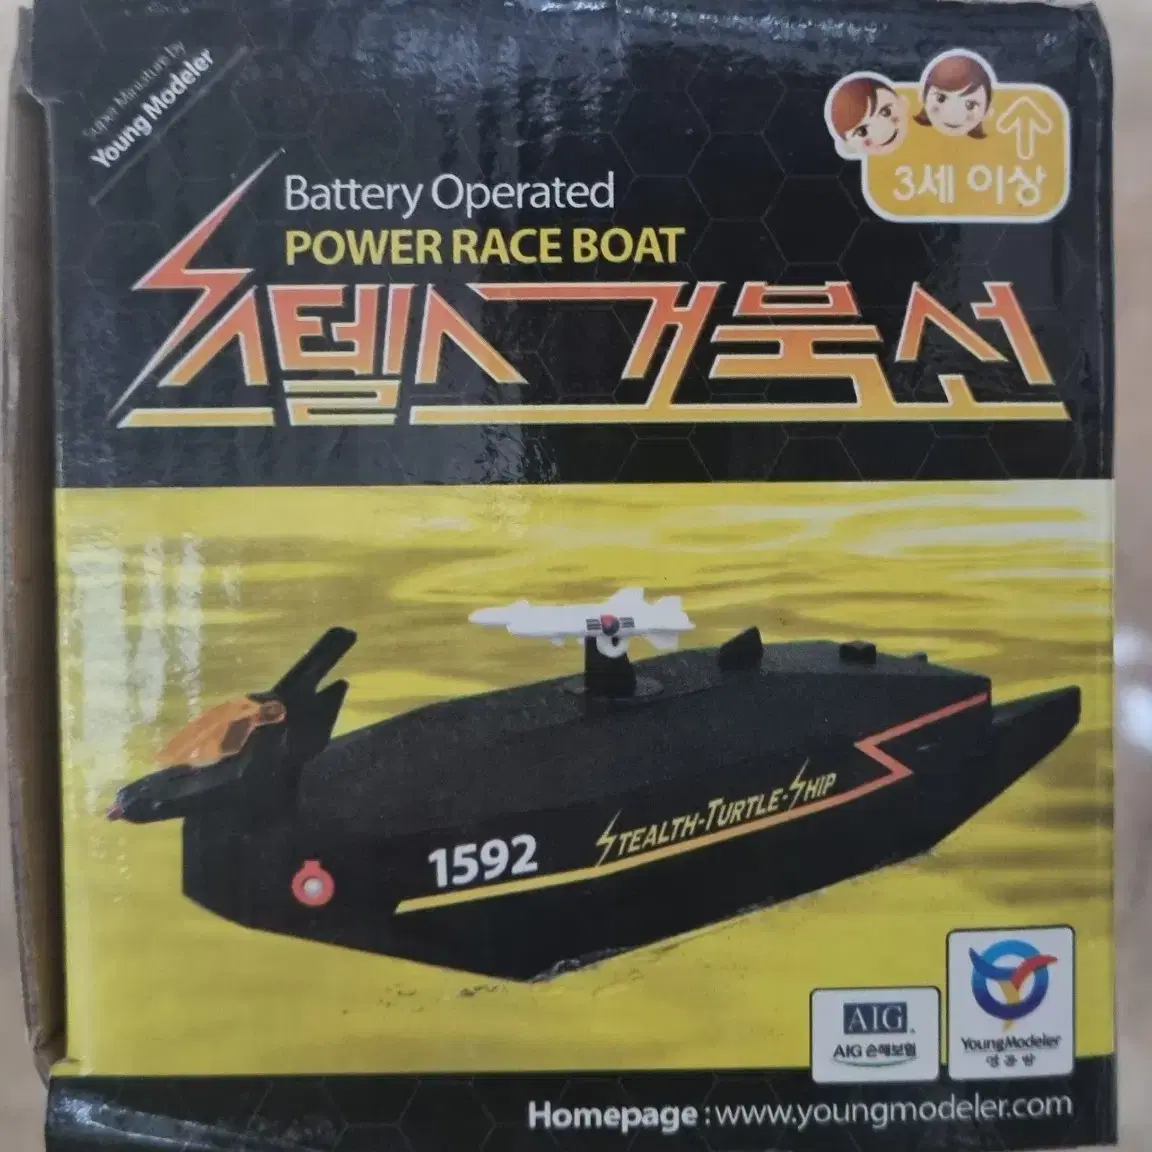 Super Miniature by
Young Modeler
3세 이상
Battery Operated
POWER RACE BOAT
스텔스 거북선
1592
STEALTH-TURTLE-SHIP
AIG
AIG 손해보험
YoungModeler
영공방
Homepage : www.youngmodeler.com